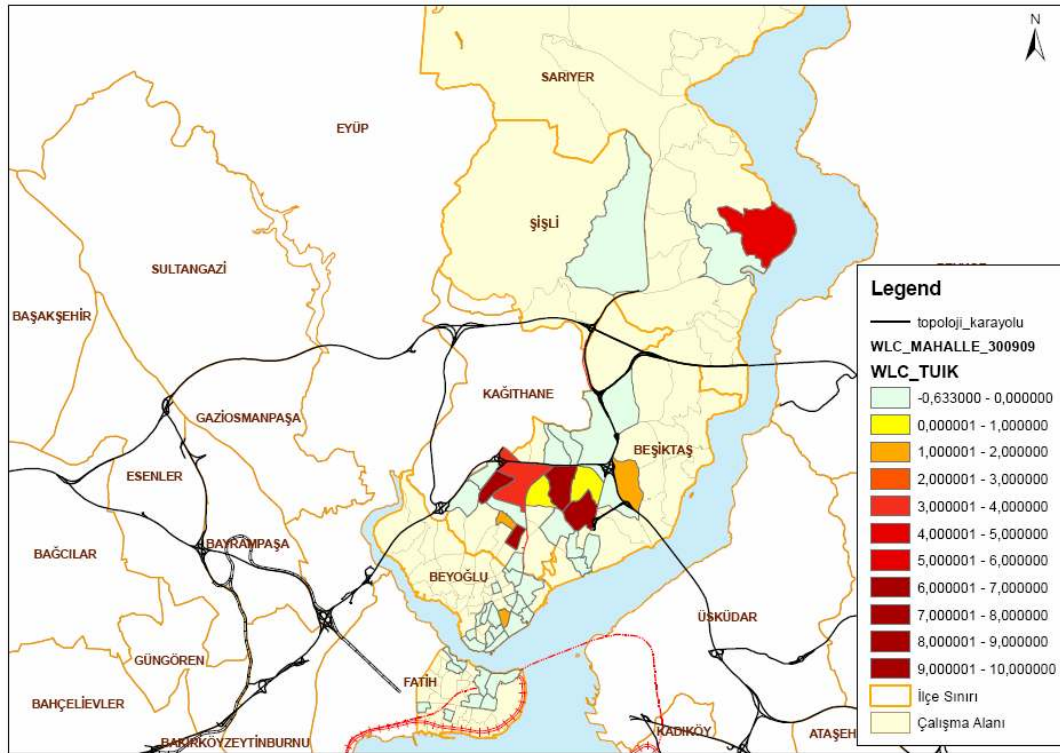 N
SARIYER
EYÜP
ŞİŞLİ
SULTANGAZİ
BAŞAKŞEHİR
KAĞITHANE
GAZİOSMANPAŞA
BEŞİKTAŞ
ESENLER
BAYRAMPAŞA
BAĞCILAR
BEYOĞLU
ÜSKÜDAR
GÜNGÖREN
FATİH
BAHÇELİEVLER
BAKIRKÖYZEYTİNBURNU
KADIKÖY
ATAŞEH
Legend
topoloji_karayolu
WLC_MAHALLE_300909
WLC_TUIK
-0,633000 - 0,000000
0,000001 - 1,000000
1,000001 - 2,000000
2,000001 - 3,000000
3,000001 - 4,000000
4,000001 - 5,000000
5,000001 - 6,000000
6,000001 - 7,000000
7,000001 - 8,000000
8,000001 - 9,000000
9,000001 - 10,000000
İlçe Sınırı
Çalışma Alanı